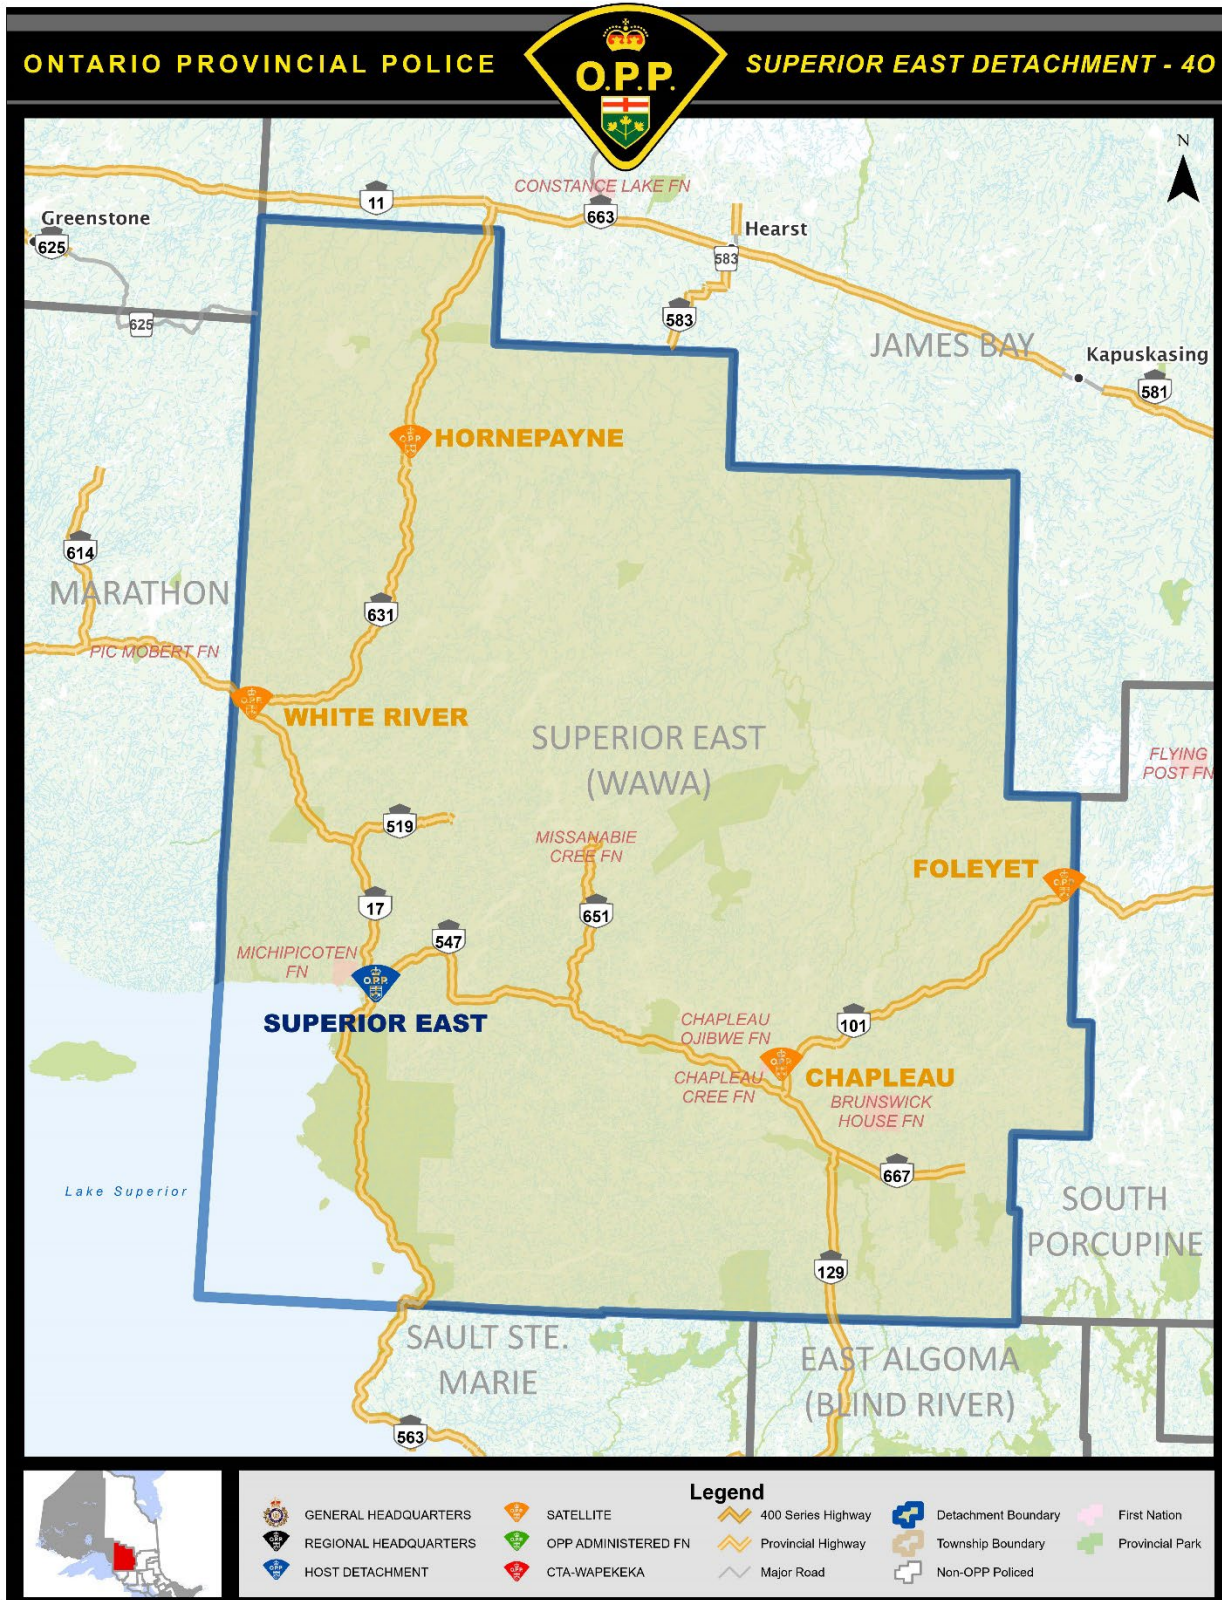 ONTARIO PROVINCIAL POLICE
O.P.P.
SUPERIOR EAST DETACHMENT - 4O
N
CONSTANCE LAKE FN
11
663
Greenstone
625
Hearst
583
625
583
JAMES BAY
Kapuskasing
581
HORNEPAYNE
614
MARATHON
631
PIC MOBERT FN
WHITE RIVER
SUPERIOR EAST
(WAWA)
FLYING
POST FN
519
MISSANABIE
CREE FN
FOLEYET
17
651
547
MICHIPICOTEN
FN
O.P.P.
SUPERIOR EAST
CHAPLEAU
OJIBWE FN
101
CHAPLEAU
CREE FN
CHAPLEAU
BRUNSWICK
HOUSE FN
667
Lake Superior
SOUTH
PORCUPINE
129
SAULT STE.
MARIE
EAST ALGOMA
(BLIND RIVER)
563
Legend
GENERAL HEADQUARTERS
SATELLITE
400 Series Highway
Detachment Boundary
First Nation
REGIONAL HEADQUARTERS
OPP ADMINISTERED FN
Provincial Highway
Township Boundary
Provincial Park
HOST DETACHMENT
CTA-WAPEKEKA
Major Road
Non-OPP Policed